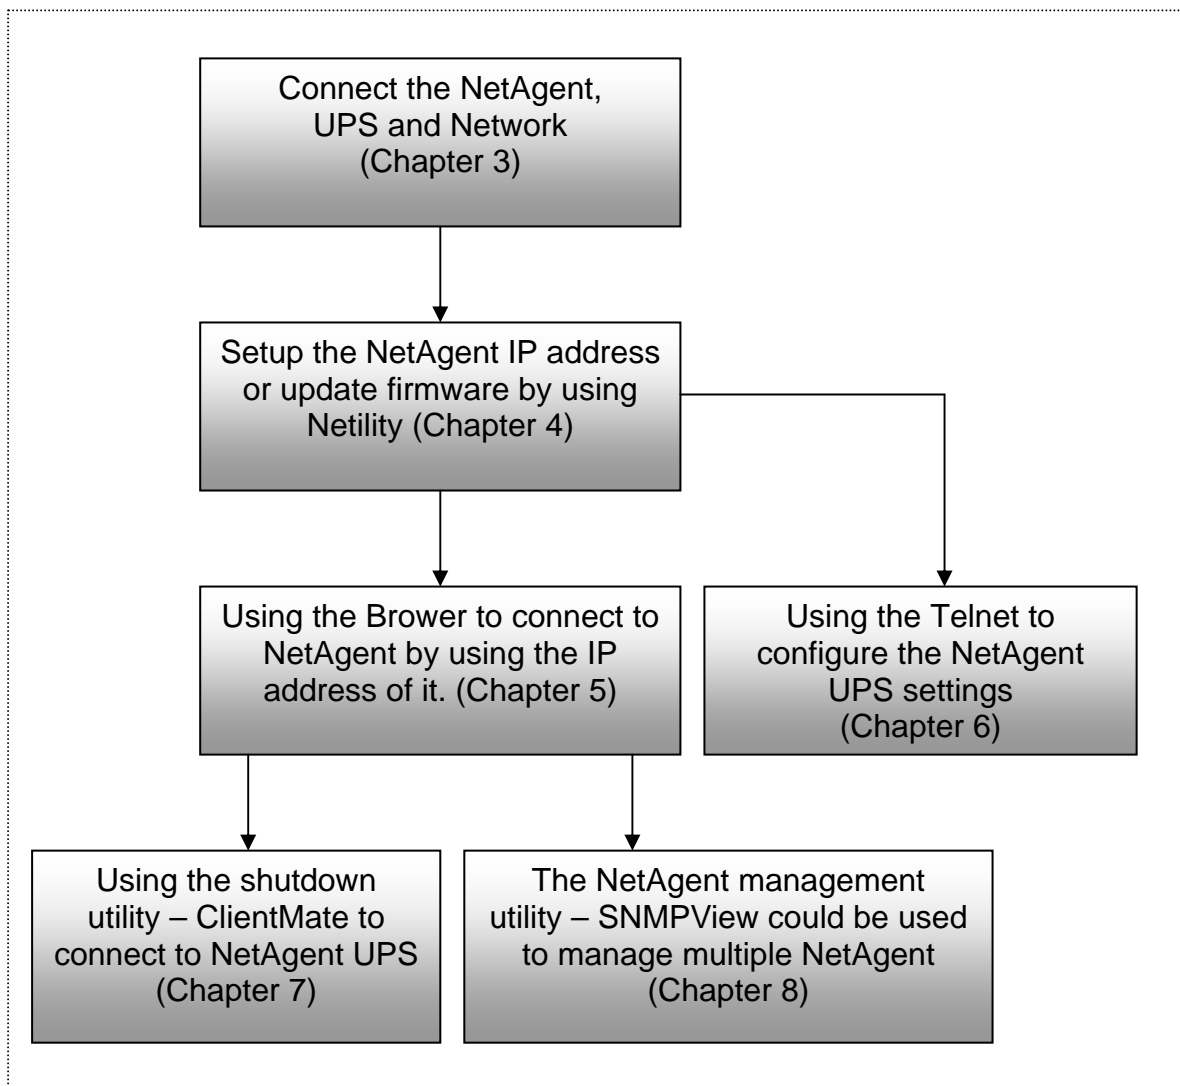 Connect the NetAgent,
UPS and Network
(Chapter 3)
Setup the NetAgent IP address
or update firmware by using
Netility (Chapter 4)
Using the Brower to connect to
NetAgent by using the IP
address of it. (Chapter 5)
Using the Telnet to
configure the NetAgent
UPS settings
(Chapter 6)
Using the shutdown
utility – ClientMate to
connect to NetAgent UPS
(Chapter 7)
The NetAgent management
utility – SNMPView could be used
to manage multiple NetAgent
(Chapter 8)